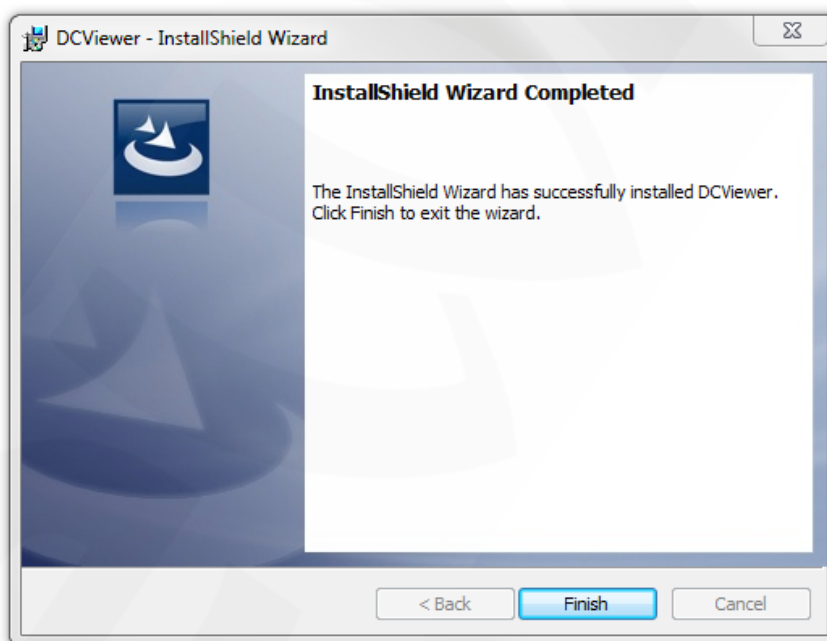 DCViewer - InstallShield Wizard
InstallShield Wizard Completed
The InstallShield Wizard has successfully installed DCViewer.
Click Finish to exit the wizard.
< Back
Finish
Cancel